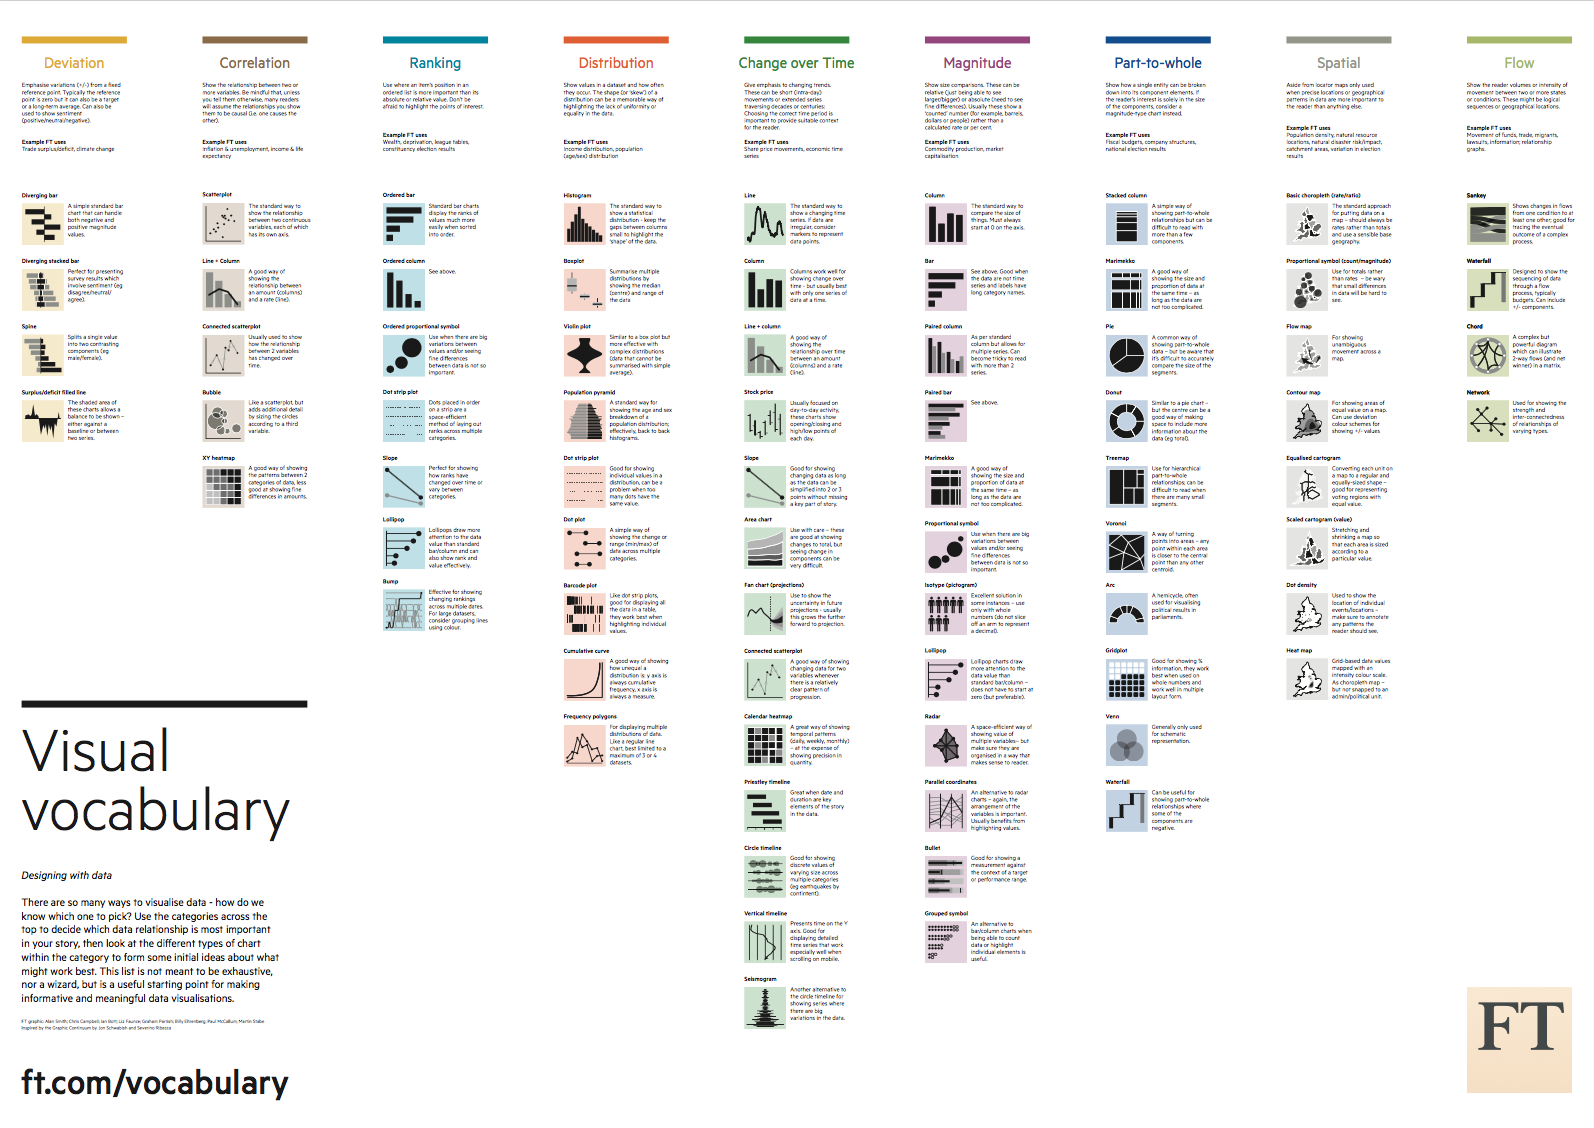 Deviation
Emphasise variations (+/-) from a fixed
reference point. Typically the reference
point is zero but it can also be a target
or a long-term average. Can also be
used to show sentiment
(positive/neutral/negative).
Example FT uses
Trade surplus/deficit, climate change
Diverging bar
A simple standard bar
chart that can handle
both negative and
positive magnitude
values.
Diverging stacked bar
Perfect for presenting
survey results which
involve sentiment (eg
disagree/neutral/
agree).
Spine
Splits a single value
into two contrasting
components (eg
male/female).
Surplus/deficit filled line
The shaded area of
these charts allows a
balance to be shown –
either against a
baseline or between
two series.
Correlation
Show the relationship between two or
more variables. Be mindful that, unless
you tell them otherwise, many readers
will assume the relationships you show
them to be causal (i.e. one causes the
other).
Example FT uses
Inflation & unemployment, income & life
expectancy
Scatterplot
The standard way to
show the relationship
between two continuous
variables, each of which
has its own axis.
Line + Column
A good way of
showing the
relationship between
an amount (columns)
and a rate (line).
Connected scatterplot
Usually used to show
how the relationship
between 2 variables
has changed over
time.
Bubble
Like a scatterplot, but
adds additional detail
by sizing the circles
according to a third
variable.
XY heatmap
A good way of showing
the patterns between 2
categories of data, less
good at showing fine
differences in amounts.
Ranking
Use where an item's position in an
ordered list is more important than its
absolute or relative value. Don't be
afraid to highlight the points of interest.
Example FT uses
Wealth, deprivation, league tables,
constituency election results
Ordered bar
Standard bar charts
display the ranks of
values much more
easily when sorted
into order.
Ordered column
See above.
Ordered proportional symbol
Use when there are big
variations between
values and/or seeing
fine differences
between data is not so
important.
Dot strip plot
Dots placed in order
on a strip are a
space-efficient
method of laying out
ranks across multiple
categories.
Slope
Perfect for showing
how ranks have
changed over time or
vary between
categories.
Lollipop
Lollipops draw more
attention to the data
value than standard
bar/column and can
also show rank and
value effectively.
Bump
Effective for showing
changing rankings
across multiple dates.
For large datasets,
consider grouping lines
using colour.
Distribution
Show values in a dataset and how often
they occur. The shape (or 'skew') of a
distribution can be a memorable way of
highlighting the lack of uniformity or
equality in the data.
Example FT uses
Income distribution, population
(age/sex) distribution
Histogram
The standard way to
show a statistical
distribution - keep the
gaps between columns
small to highlight the
'shape' of the data.
Boxplot
Summarise multiple
distributions by
showing the median
(centre) and range of
the data
Violin plot
Similar to a box plot but
more effective with
complex distributions
(data that cannot be
summarised with simple
average).
Population pyramid
A standard way for
showing the age and sex
breakdown of a
population distribution;
effectively, back to back
histograms.
Dot strip plot
Good for showing
individual values in a
distribution, can be a
problem when too
many dots have the
same value.
Dot plot
A simple way of
showing the change or
range (min/max) of
data across multiple
categories.
Barcode plot
Like dot strip plots,
good for displaying all
the data in a table,
they work best when
highlighting individual
values.
Cumulative curve
A good way of showing
how unequal a
distribution is: y axis is
always cumulative
frequency, x axis is
always a measure.
Frequency polygons
For displaying multiple
distributions of data.
Like a regular line
chart, best limited to a
maximum of 3 or 4
datasets.
Change over Time
Give emphasis to changing trends.
These can be short (intra-day)
movements or extended series
traversing decades or centuries:
Choosing the correct time period is
important to provide suitable context
for the reader.
Example FT uses
Share price movements, economic time
series
Line
The standard way to
show a changing time
series. If data are
irregular, consider
markers to represent
data points.
Column
Columns work well for
showing change over
time - but usually best
with only one series of
data at a time.
Line + column
A good way of
showing the
relationship over time
between an amount
(columns) and a rate
(line).
Stock price
Usually focused on
day-to-day activity,
these charts show
opening/closing and
high/low points of
each day.
Slope
Good for showing
changing data as long
as the data can be
simplified into 2 or 3
points without missing
a key part of story.
Area chart
Use with care – these
are good at showing
changes to total, but
seeing change in
components can be
very difficult.
Fan chart (projections)
Use to show the
uncertainty in future
projections - usually
this grows the further
forward to projection.
Connected scatterplot
A good way of showing
changing data for two
variables whenever
there is a relatively
clear pattern of
progression.
Calendar heatmap
A great way of showing
temporal patterns
(daily, weekly, monthly)
– at the expense of
showing precision in
quantity.
Priestley timeline
Great when date and
duration are key
elements of the story
in the data.
Circle timeline
Good for showing
discrete values of
varying size across
multiple categories
(eg earthquakes by
contintent).
Vertical timeline
Presents time on the Y
axis. Good for
displaying detailed
time series that work
especially well when
scrolling on mobile.
Seismogram
Another alternative to
the circle timeline for
showing series where
there are big
variations in the data.
Magnitude
Show size comparisons. These can be
relative (just being able to see
larger/bigger) or absolute (need to see
fine differences). Usually these show a
'counted' number (for example, barrels,
dollars or people) rather than a
calculated rate or per cent.
Example FT uses
Commodity production, market
capitalisation
Column
The standard way to
compare the size of
things. Must always
start at 0 on the axis.
Bar
See above. Good when
the data are not time
series and labels have
long category names.
Paired column
As per standard
column but allows for
multiple series. Can
become tricky to read
with more than 2
series.
Paired bar
See above.
Marimekko
A good way of
showing the size and
proportion of data at
the same time – as
long as the data are
not too complicated.
Proportional symbol
Use when there are big
variations between
values and/or seeing
fine differences
between data is not so
important.
Isotype (pictogram)
Excellent solution in
some instances – use
only with whole
numbers (do not slice
off an arm to represent
a decimal).
Lollipop
Lollipop charts draw
more attention to the
data value than
standard bar/column –
does not have to start at
zero (but preferable).
Radar
A space-efficient way of
showing value of
multiple variables– but
make sure they are
organised in a way that
makes sense to reader.
Parallel coordinates
An alternative to radar
charts – again, the
arrangement of the
variables is important.
Usually benefits from
highlighting values.
Bullet
Good for showing a
measurement against
the context of a target
or performance range.
Grouped symbol
An alternative to
bar/column charts when
being able to count
data or highlight
individual elements is
useful.
Part-to-whole
Show how a single entity can be broken
down into its component elements. If
the reader's interest is solely in the size
of the components, consider a
magnitude-type chart instead.
Example FT uses
Fiscal budgets, company structures,
national election results
Stacked column
A simple way of
showing part-to-whole
relationships but can be
difficult to read with
more than a few
components.
Marimekko
A good way of
showing the size and
proportion of data at
the same time – as
long as the data are
not too complicated.
Pie
A common way of
showing part-to-whole
data – but be aware that
it's difficult to accurately
compare the size of the
segments.
Donut
Similar to a pie chart –
but the centre can be a
good way of making
space to include more
information about the
data (eg total).
Treemap
Use for hierarchical
part-to-whole
relationships; can be
difficult to read when
there are many small
segments.
Voronoi
A way of turning
points into areas – any
point within each area
is closer to the central
point than any other
centroid.
Arc
A hemicycle, often
used for visualising
political results in
parliaments.
Gridplot
Good for showing %
information, they work
best when used on
whole numbers and
work well in multiple
layout form.
Venn
Generally only used
for schematic
representation.
Waterfall
Can be useful for
showing part-to-whole
relationships where
some of the
components are
negative.
Spatial
Aside from locator maps only used
when precise locations or geographical
patterns in data are more important to
the reader than anything else.
Example FT uses
Population density, natural resource
locations, natural disaster risk/impact,
catchment areas, variation in election
results
Basic choropleth (rate/ratio)
The standard approach
for putting data on a
map – should always be
rates rather than totals
and use a sensible base
geography.
Proportional symbol (count/magnitude)
Use for totals rather
than rates – be wary
that small differences
in data will be hard to
see.
Flow map
For showing
unambiguous
movement across a
map.
Contour map
For showing areas of
equal value on a map.
Can use deviation
colour schemes for
showing +/- values
Equalised cartogram
Converting each unit on
a map to a regular and
equally-sized shape –
good for representing
voting regions with
equal value.
Scaled cartogram (value)
Stretching and
shrinking a map so
that each area is sized
according to a
particular value.
Dot density
Used to show the
location of individual
events/locations –
make sure to annotate
any patterns the
reader should see.
Heat map
Grid-based data values
mapped with an
intensity colour scale.
As choropleth map –
but not snapped to an
admin/political unit.
Flow
Show the reader volumes or intensity of
movement between two or more states
or conditions. These might be logical
sequences or geographical locations.
Example FT uses
Movement of funds, trade, migrants,
lawsuits, information; relationship
graphs.
Sankey
Shows changes in flows
from one condition to at
least one other; good for
tracing the eventual
outcome of a complex
process.
Waterfall
Designed to show the
sequencing of data
through a flow
process, typically
budgets. Can include
+/- components.
Chord
A complex but
powerful diagram
which can illustrate
2-way flows (and net
winner) in a matrix.
Network
Used for showing the
strength and
inter-connectedness
of relationships of
varying types.
Visual
vocabulary
Designing with data
There are so many ways to visualise data - how do we
know which one to pick? Use the categories across the
top to decide which data relationship is most important
in your story, then look at the different types of chart
within the category to form some initial ideas about what
might work best. This list is not meant to be exhaustive,
nor a wizard, but is a useful starting point for making
informative and meaningful data visualisations.
FT graphic: Alan Smith; Chris Campbell; Ian Bott; Liz Faunce; Graham Parrish; Billy Ehrenberg; Paul McCallum; Martin Stabe
Inspired by the Graphic Continuum by Jon Schwabish and Severino Ribecca
ft.com/vocabulary
FT